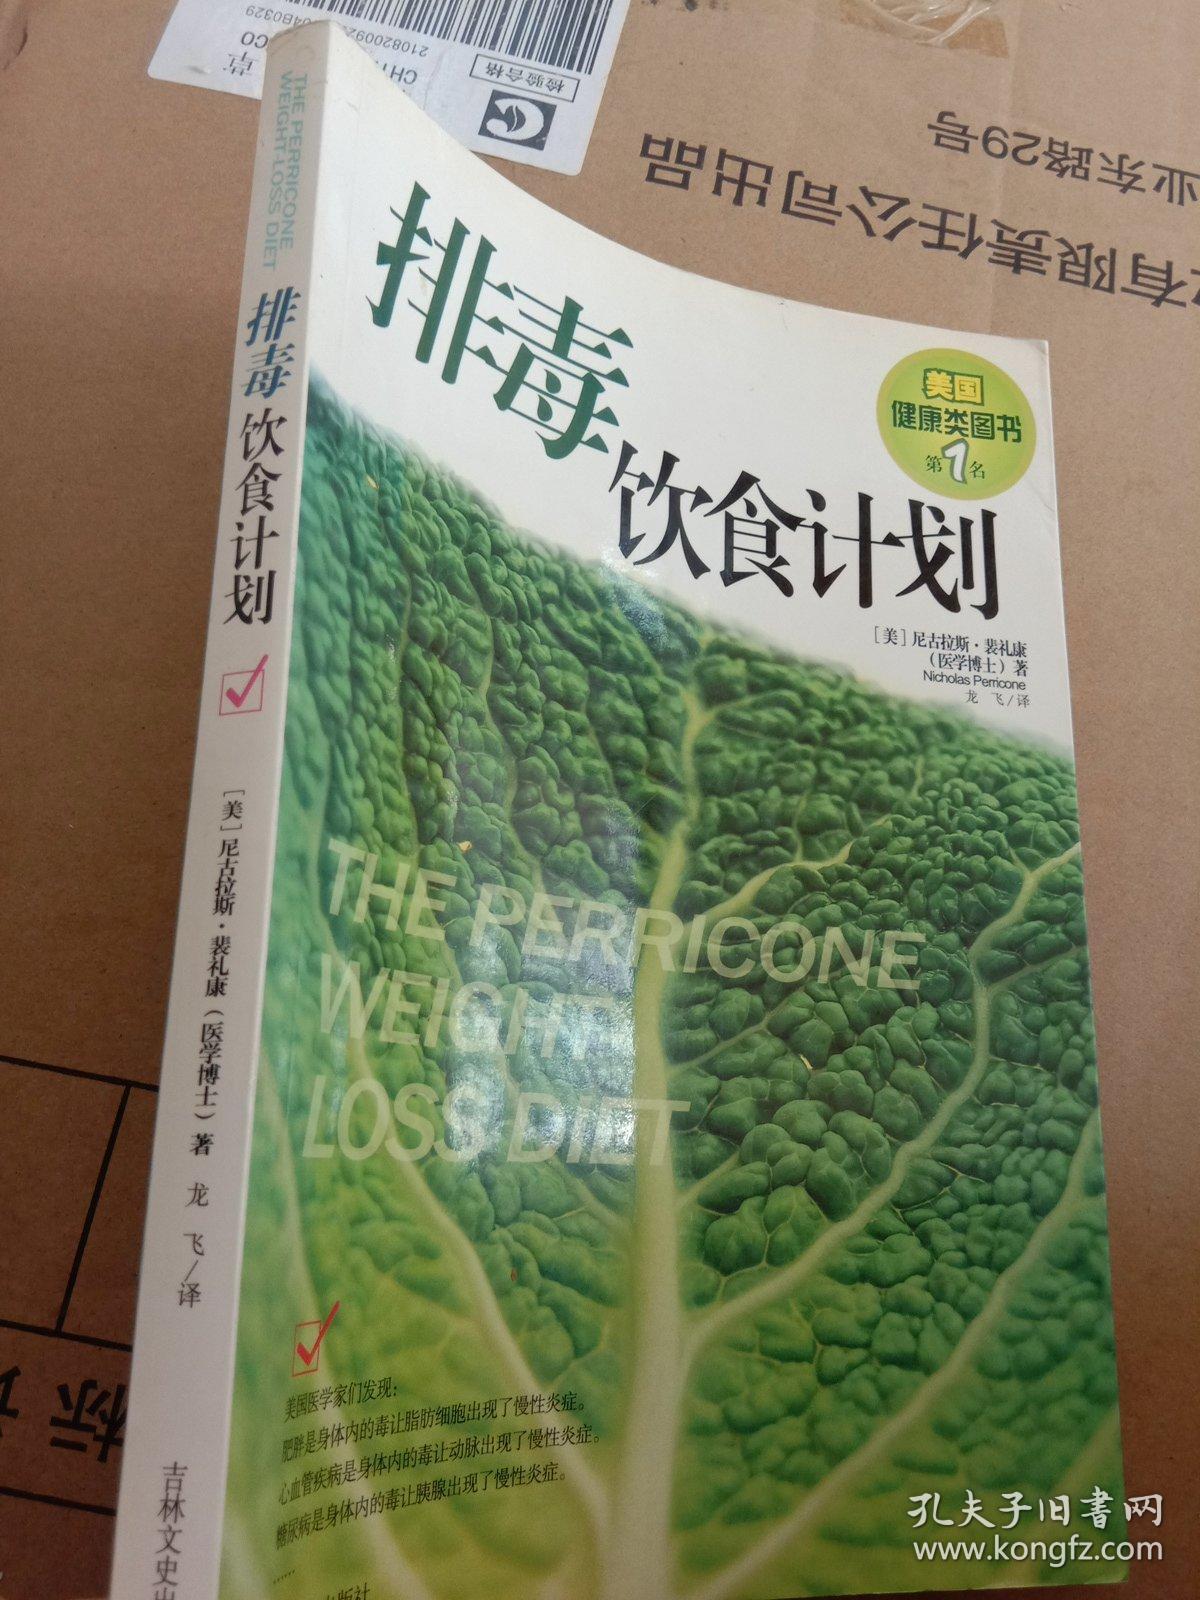 THE PERRICONE
WEIGHT-LOSS DIET
排毒
饮食计划
[美]尼古拉斯·裴礼康(医学博士)著
龙 飞/译
吉林文史出
排毒
饮食计划
美国
健康类图书
第1名
[美]尼古拉斯·裴礼康
(医学博士)著
Nicholas Perricone
龙 飞/译
THE PERRICONE
WEIGHT-
LOSS DIET
美国医学家们发现:
肥胖是身体内的毒让脂肪细胞出现了慢性炎症。
心血管疾病是身体内的毒让动脉出现了慢性炎症。
糖尿病是身体内的毒让胰腺出现了慢性炎症。
……
出版社
检验合格
业东路29号
有限责任公司出品
标
孔夫子旧书网
www.kongfz.com